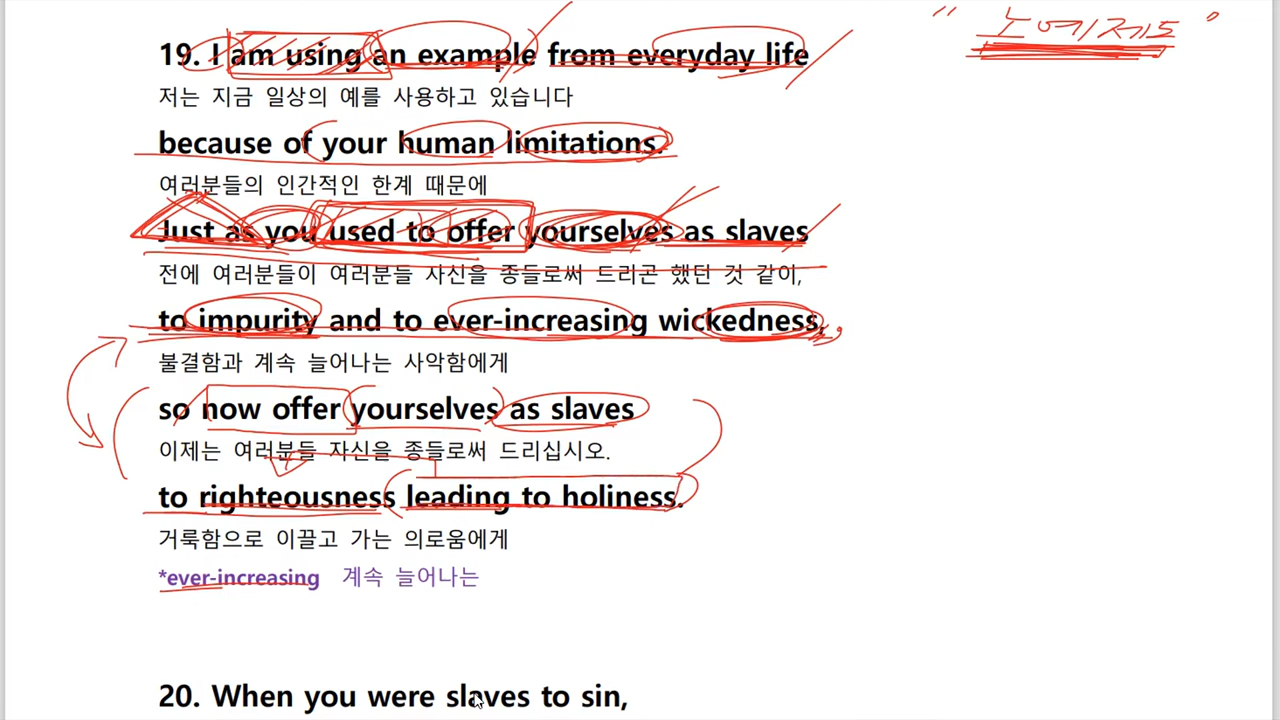 " 노예제도 "
19. I am using an example from everyday life
저는 지금 일상의 예를 사용하고 있습니다
because of your human limitations.
여러분들의 인간적인 한계 때문에
Just as you used to offer yourselves as slaves
전에 여러분들이 여러분들 자신을 종들로써 드리곤 했던 것 같이,
to impurity and to ever-increasing wickedness,
불결함과 계속 늘어나는 사악함에게
so now offer yourselves as slaves
이제는 여러분들 자신을 종들로써 드리십시오.
to righteousness leading to holiness.
거룩함으로 이끌고 가는 의로움에게
*ever-increasing 계속 늘어나는
20. When you were slaves to sin,